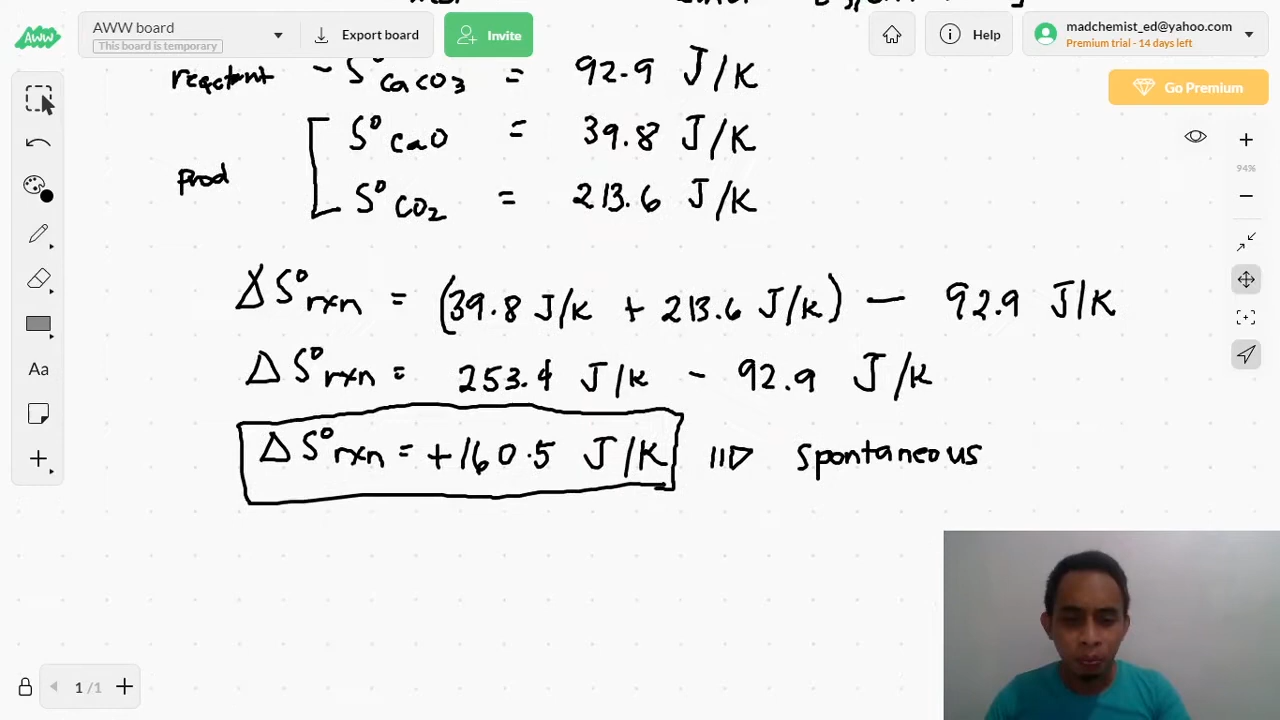 AWW board
This board is temporary
Export board
Invite
Help
madchemist_ed@yahoo.com
Premium trial - 14 days left
Go Premium
reactant - S°CaCO3 = 92.9 J/K
S°CaO = 39.8 J/K
prod
S°CO2 = 213.6 J/K
94%
ΔS°rxn = (39.8 J/K + 213.6 J/K) — 92.9 J/K
ΔS°rxn = 253.4 J/K - 92.9 J/K
ΔS°rxn = +160.5 J/K ⇒ spontaneous
Aa
1 / 1